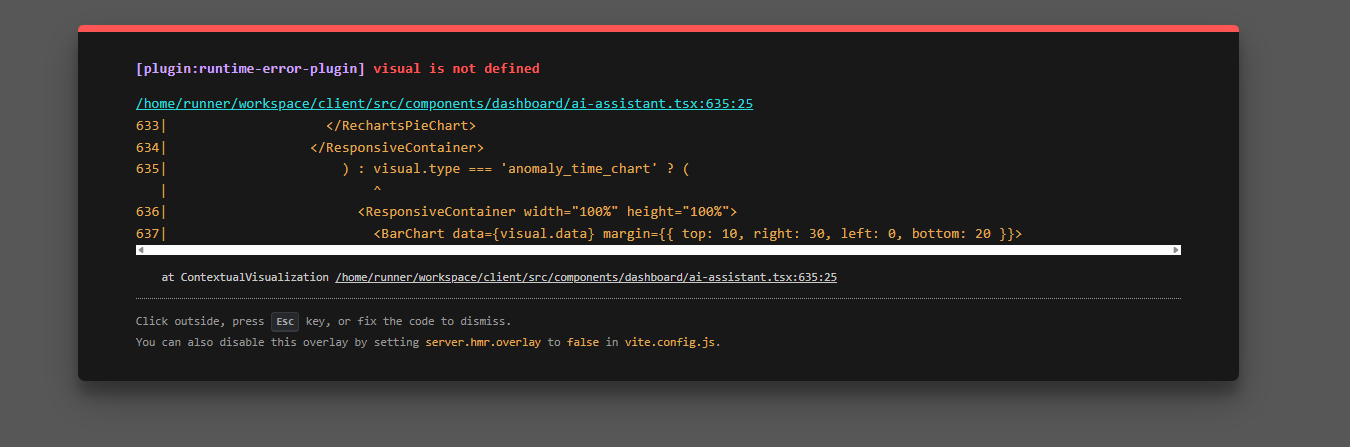 [plugin:runtime-error-plugin] visual is not defined
/home/runner/workspace/client/src/components/dashboard/ai-assistant.tsx:635:25
633|                    </RechartsPieChart>
634|                  </ResponsiveContainer>
635|                      ) : visual.type === 'anomaly_time_chart' ? (
   |                          ^
636|                        <ResponsiveContainer width="100%" height="100%">
637|                          <BarChart data={visual.data} margin={{ top: 10, right: 30, left: 0, bottom: 20 }}>
at ContextualVisualization /home/runner/workspace/client/src/components/dashboard/ai-assistant.tsx:635:25
Click outside, press Esc key, or fix the code to dismiss.
You can also disable this overlay by setting server.hmr.overlay to false in vite.config.js.